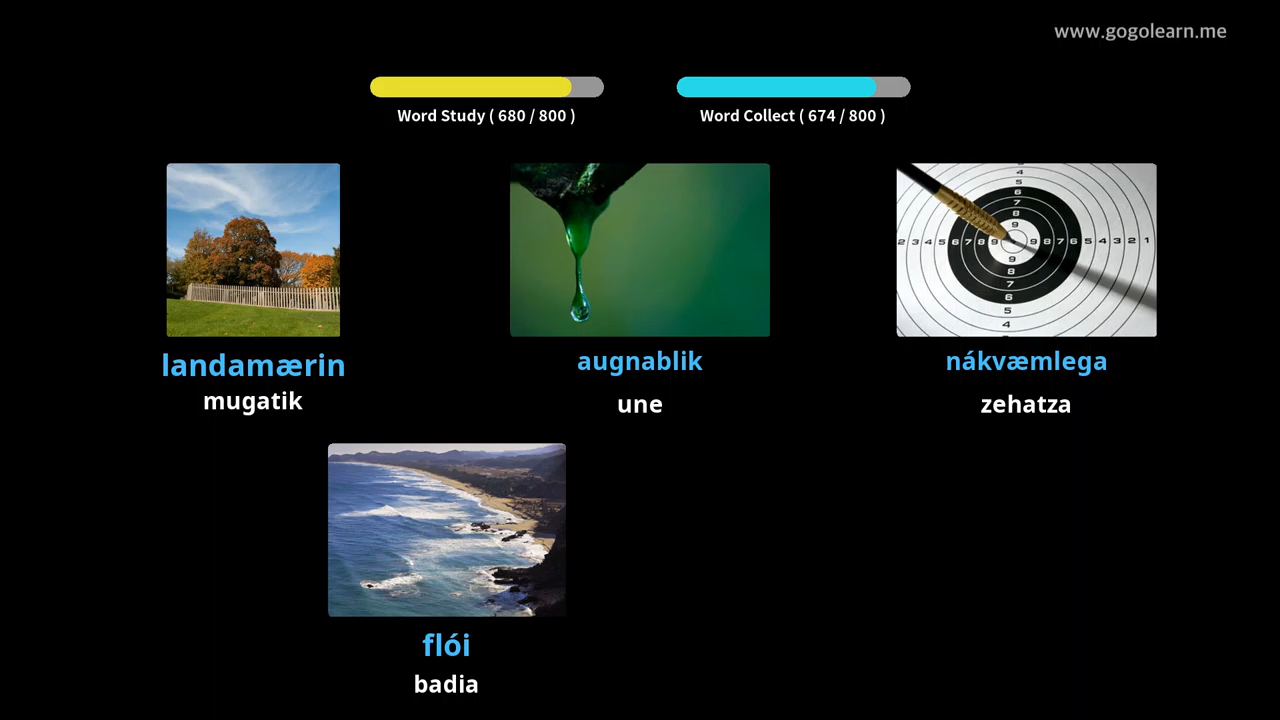 www.gogolearn.me
Word Study ( 680 / 800 )
Word Collect ( 674 / 800 )
landamærin
mugatik
augnablik
une
nákvæmlega
zehatza
flói
badia